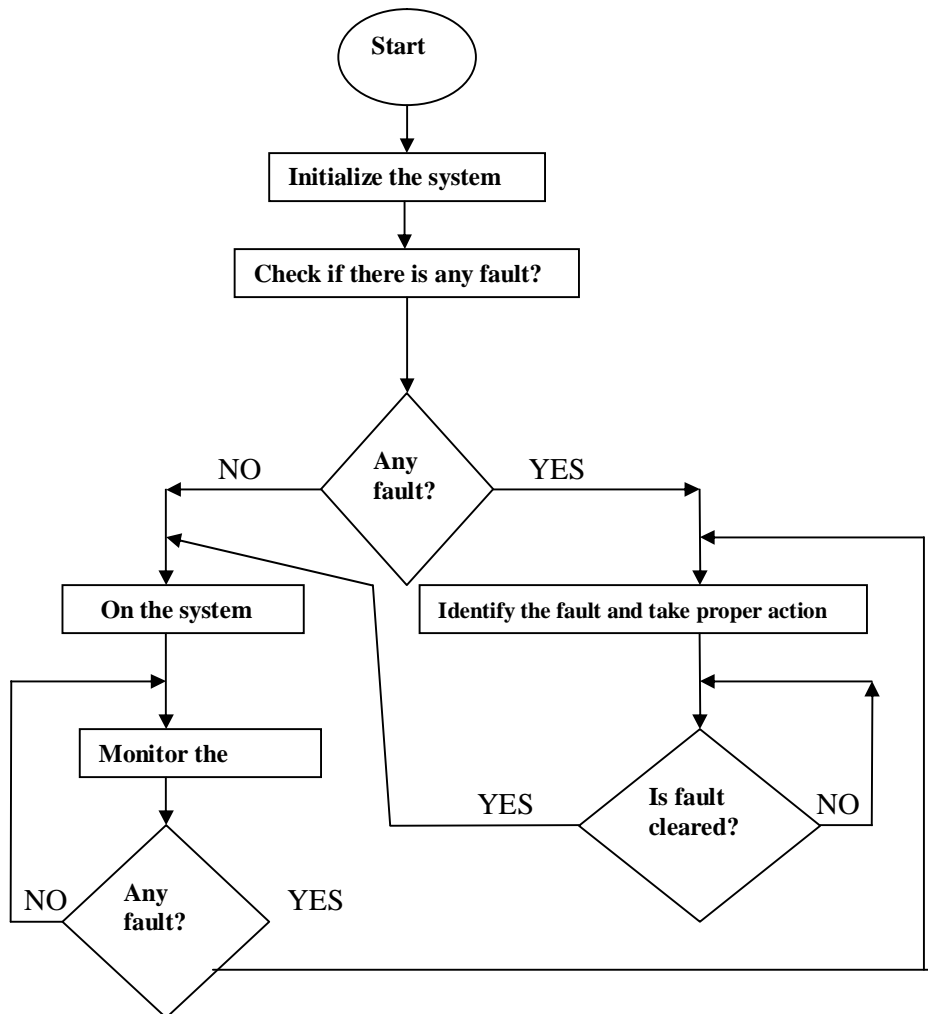 Start
Initialize the system
Check if there is any fault?
Any
fault?
NO
YES
On the system
Identify the fault and take proper action
Monitor the
Is fault
cleared?
YES
NO
Any
fault?
NO
YES